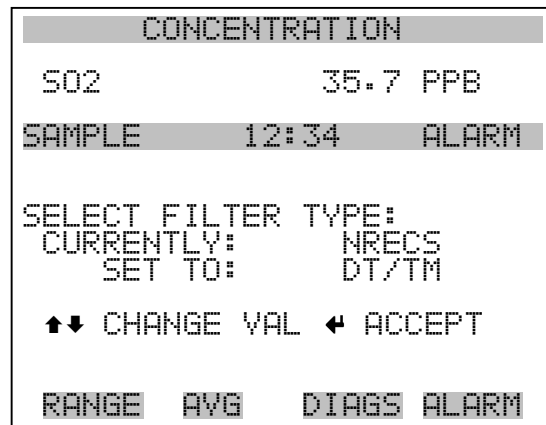 CONCENTRATION
SO2 35.7 PPB
SAMPLE 12:34 ALARM
SELECT FILTER TYPE:
CURRENTLY: NRECS
SET TO: DT/TM
⬆⬇ CHANGE VAL ↵ ACCEPT
RANGE AVG DIAGS ALARM